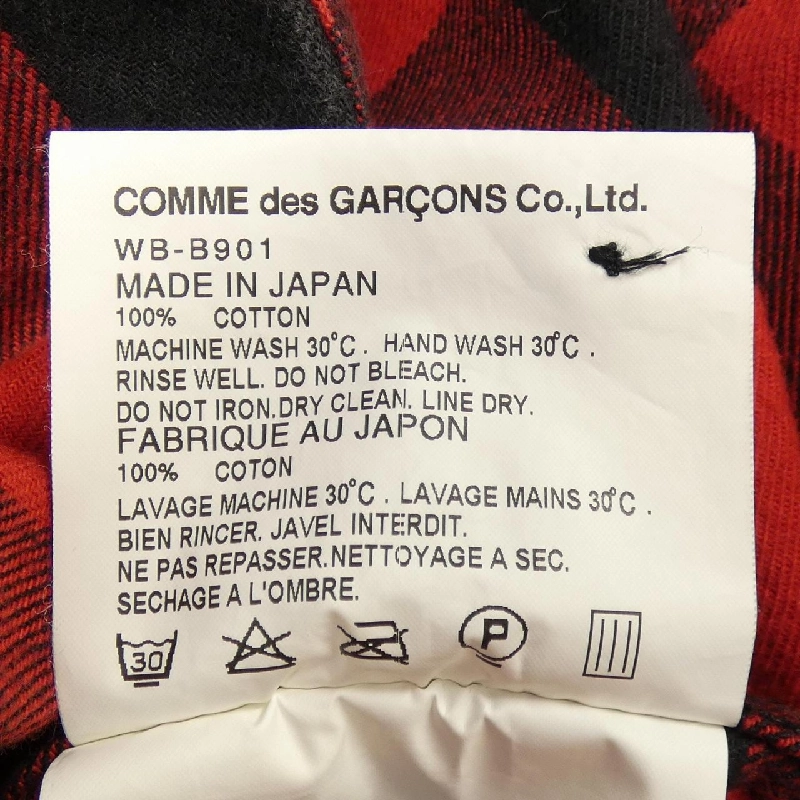 COMME des GARÇONS Co.,Ltd.
WB-B901
MADE IN JAPAN
100% COTTON
MACHINE WASH 30°C . HAND WASH 30°C .
RINSE WELL. DO NOT BLEACH.
DO NOT IRON.DRY CLEAN. LINE DRY.
FABRIQUE AU JAPON
100% COTON
LAVAGE MACHINE 30°C . LAVAGE MAINS 30°C .
BIEN RINCER. JAVEL INTERDIT.
NE PAS REPASSER.NETTOYAGE A SEC.
SECHAGE A L'OMBRE.
30 P